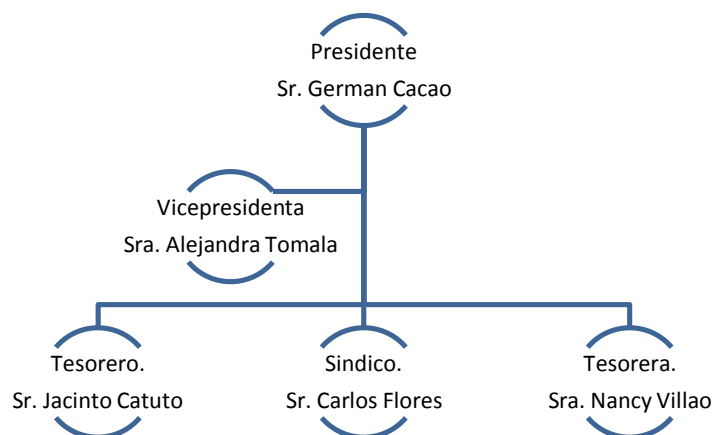 Presidente
Sr. German Cacao
Vicepresidenta
Sra. Alejandra Tomala
Tesorero.
Sr. Jacinto Catuto
Sindico.
Sr. Carlos Flores
Tesorera.
Sra. Nancy Villao